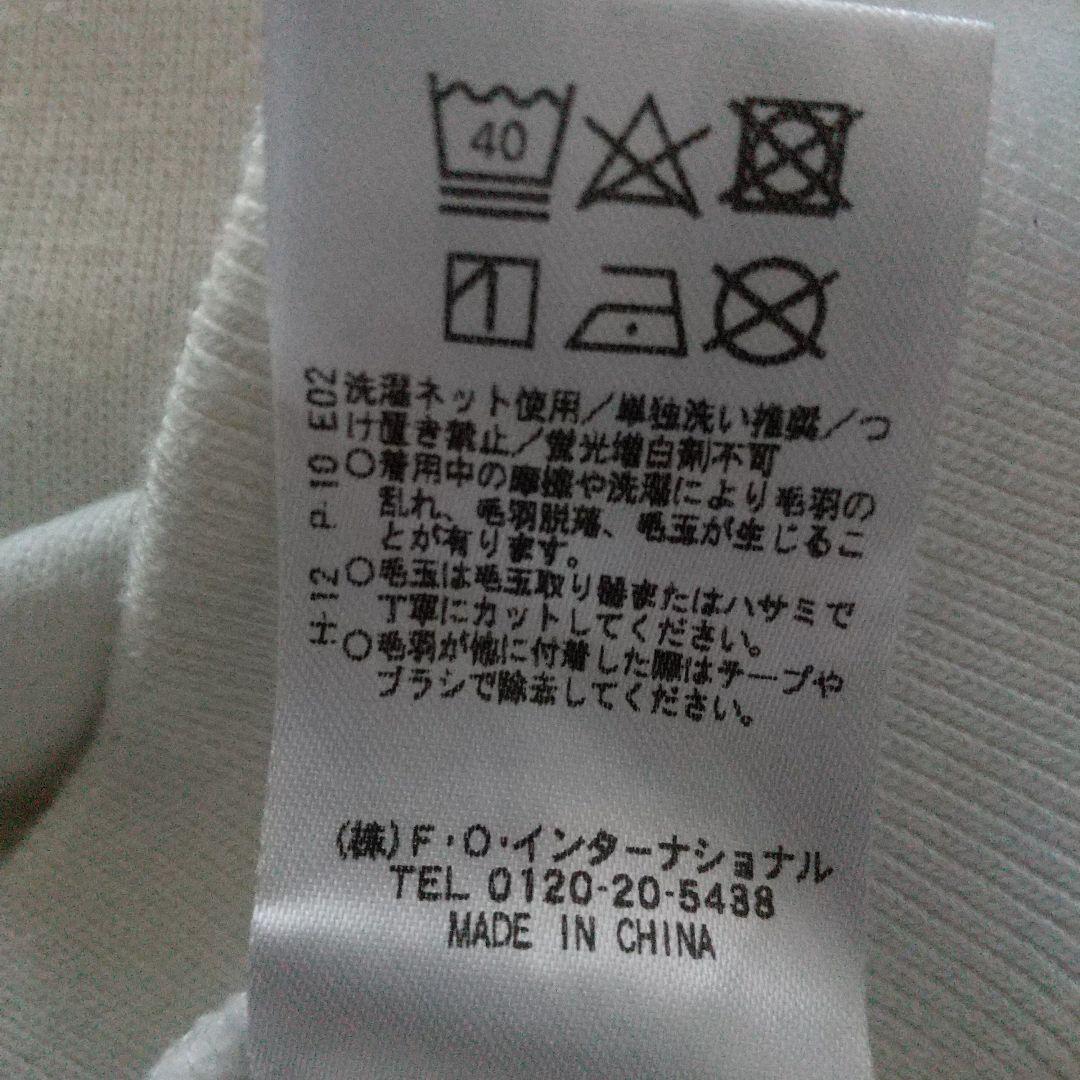 40
洗濯ネット使用/単独洗い推奨/つ
け置き禁止/蛍光増白剤不可
○着用中の摩擦や洗濯により毛羽の
乱れ、毛羽脱落、毛玉が生じるこ
とが有ります。
○毛玉は毛玉取り器またはハサミで
丁寧にカットしてください。
○毛羽が他に付着した際はテープや
ブラシで除去してください。
P-10 E02
(株)F・O・インターナショナル
TEL 0120-20-5438
MADE IN CHINA